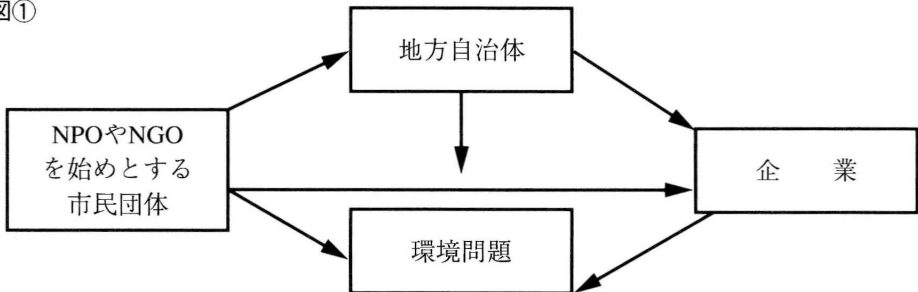 図①
地方自治体
NPOやNGO
を始めとする
市民団体
企　　業
環境問題